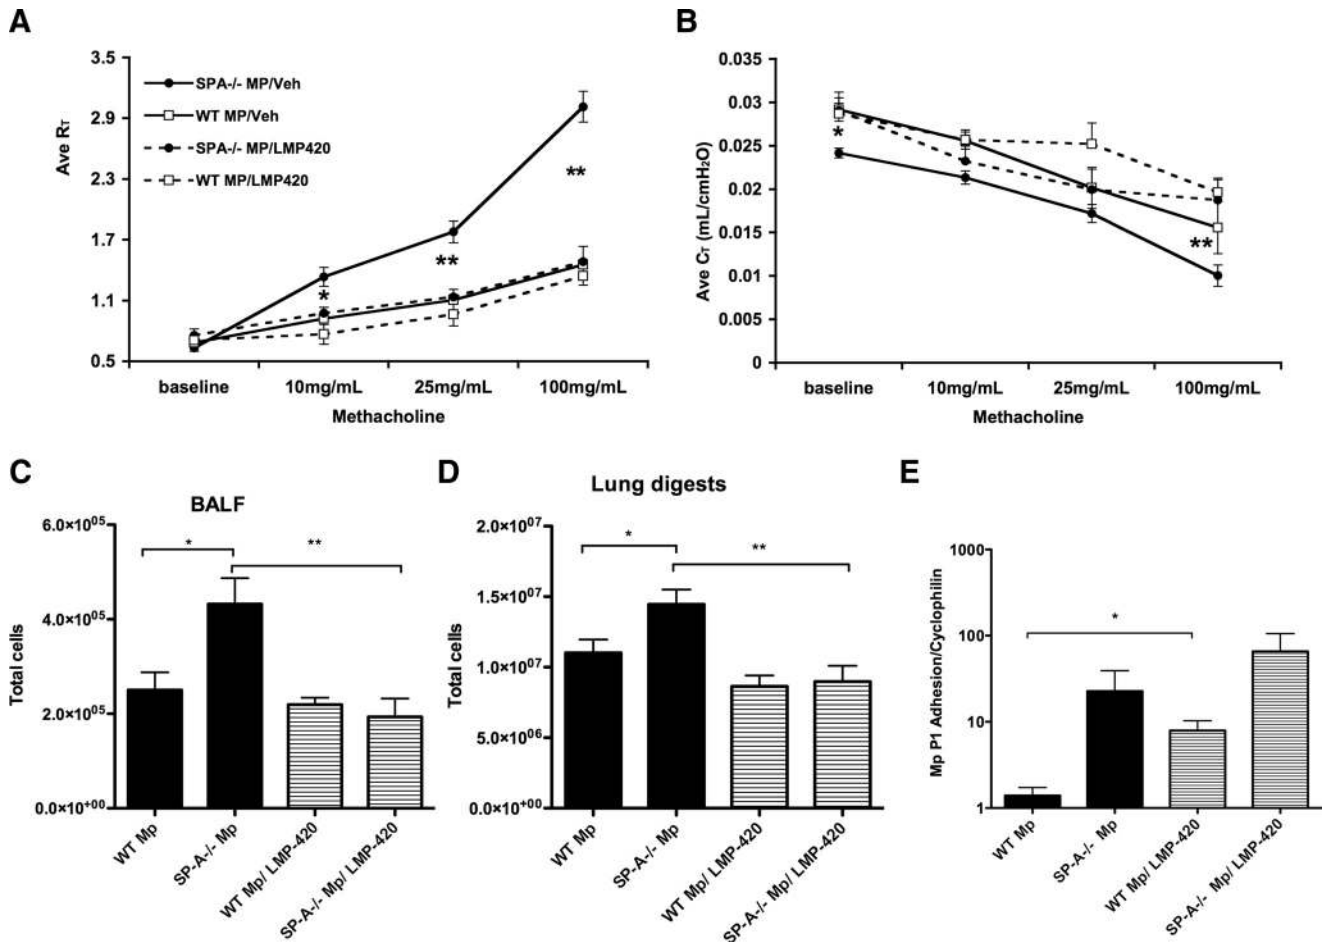 A
3.5
2.9
2.3
1.7
1.1
0.5
Ave RT
SPA-/- MP/Veh
WT MP/Veh
SPA-/- MP/LMP420
WT MP/LMP420
*
**
**
baseline
10mg/mL
25mg/mL
100mg/mL
Methacholine
B
0.035
0.03
0.025
0.02
0.015
0.01
0.005
0
Ave CT (mL/cmH2O)
*
**
baseline
10mg/mL
25mg/mL
100mg/mL
Methacholine
C
BALF
6.0×10+05
4.0×10+05
2.0×10+05
0.0×10+00
Total cells
*
**
WT Mp
SP-A-/- Mp
WT Mp/ LMP-420
SP-A-/- Mp/ LMP-420
D
Lung digests
2.0×10+07
1.5×10+07
1.0×10+07
5.0×10+06
0.0×10+00
Total cells
*
**
WT Mp
SP-A-/- Mp
WT Mp/ LMP-420
SP-A-/- Mp/ LMP-420
E
1000
100
10
1
Mp P1 Adhesion/Cyclophilin
*
WT Mp
SP-A-/- Mp
WT Mp/ LMP-420
SP-A-/- Mp/ LMP-420